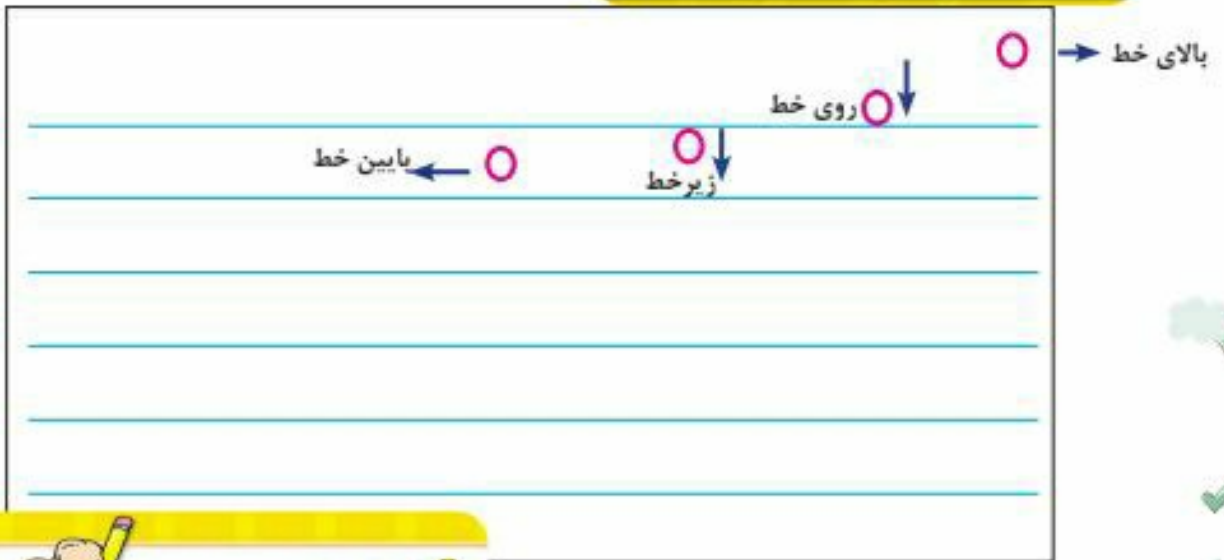 بالای خط
روی خط
زیرخط
پایین خط